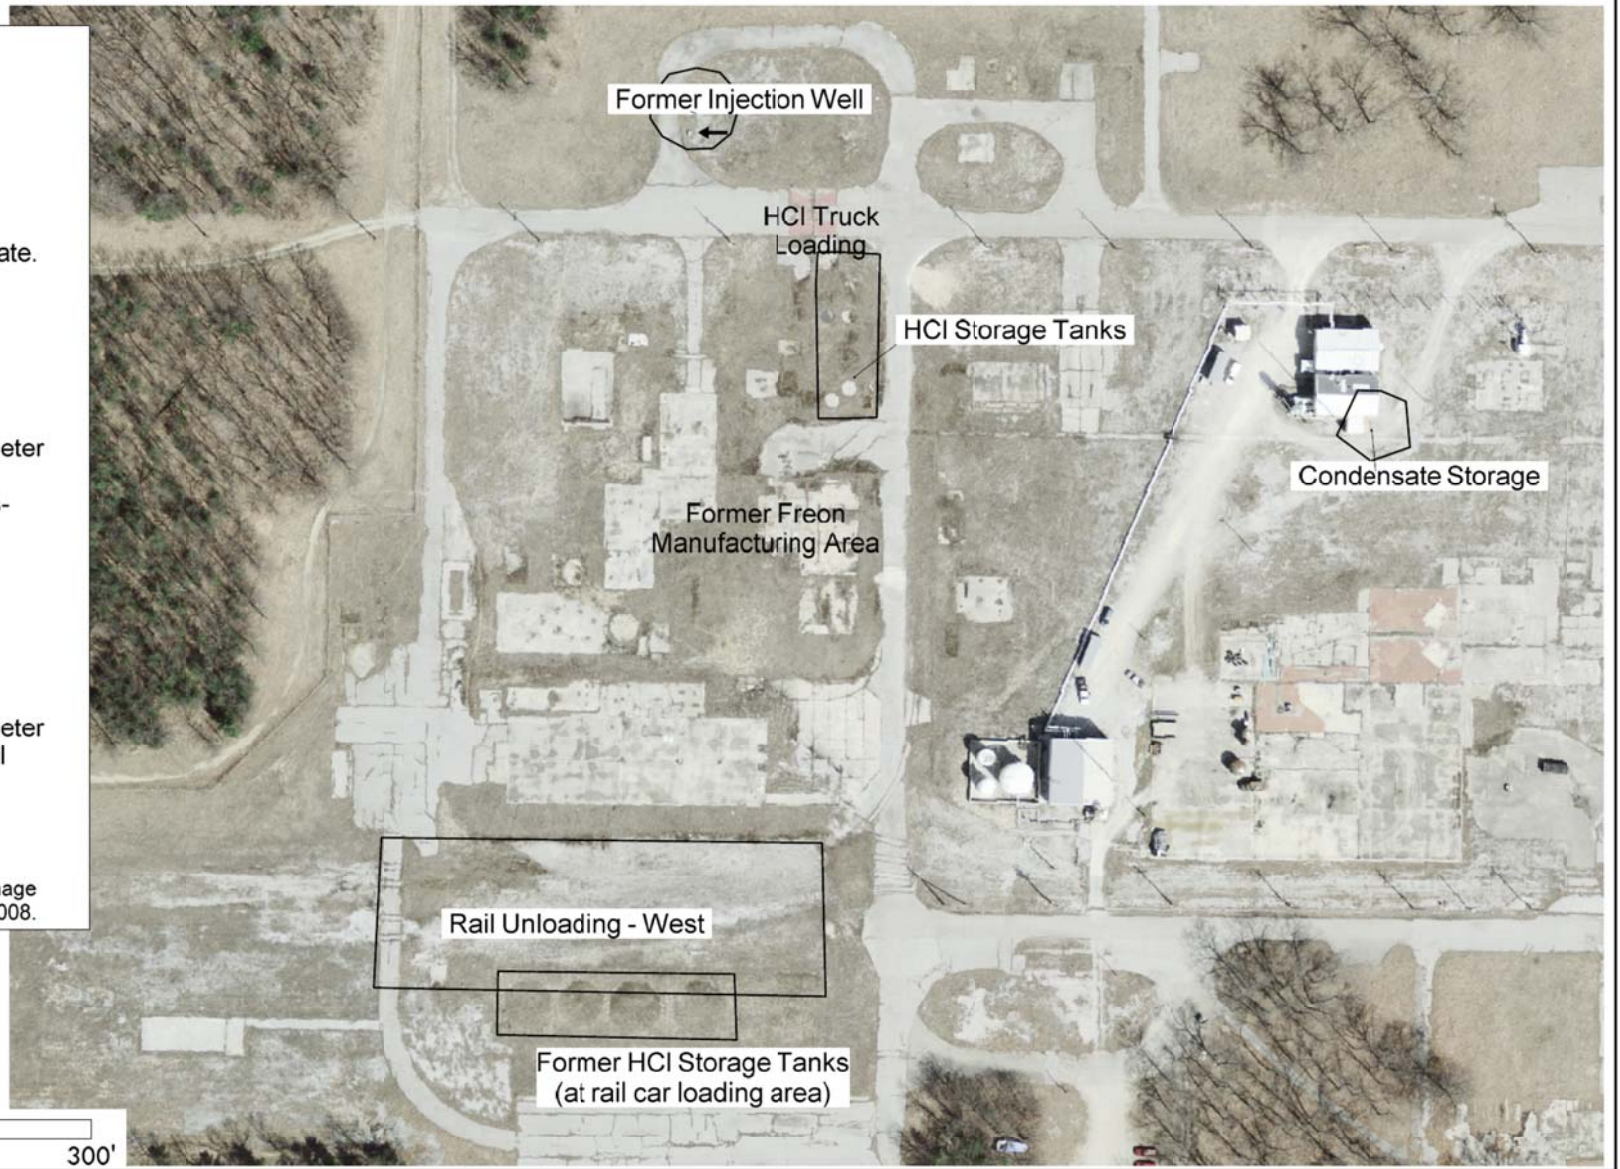 ate.
eter
-
eter
l
age
008.
300'
Former Injection Well
HCl Truck
Loading
HCl Storage Tanks
Condensate Storage
Former Freon
Manufacturing Area
Rail Unloading - West
Former HCl Storage Tanks
(at rail car loading area)